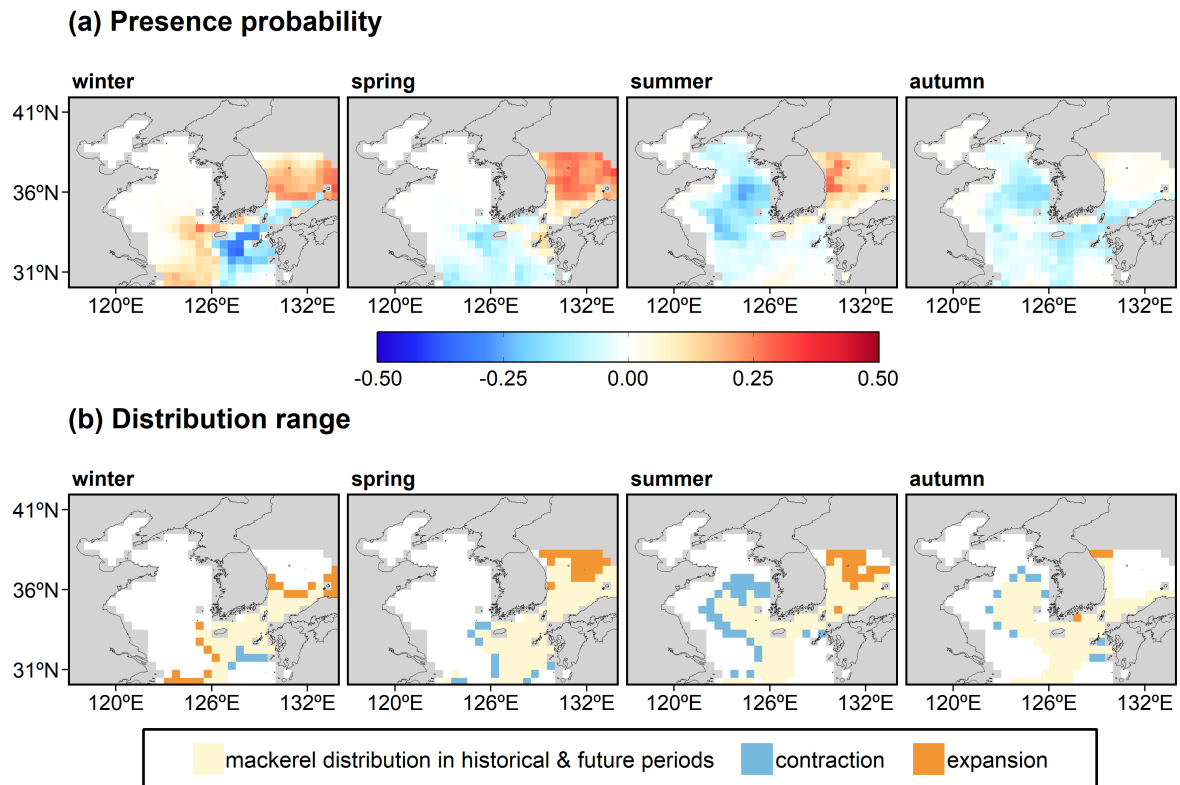 (a) Presence probability
winter spring summer autumn
41ºN
36ºN
31ºN
120ºE 126ºE 132ºE 120ºE 126ºE 132ºE 120ºE 126ºE 132ºE 120ºE 126ºE 132ºE
-0.50 -0.25 0.00 0.25 0.50
(b) Distribution range
winter spring summer autumn
41ºN
36ºN
31ºN
120ºE 126ºE 132ºE 120ºE 126ºE 132ºE 120ºE 126ºE 132ºE 120ºE 126ºE 132ºE
mackerel distribution in historical & future periods contraction expansion